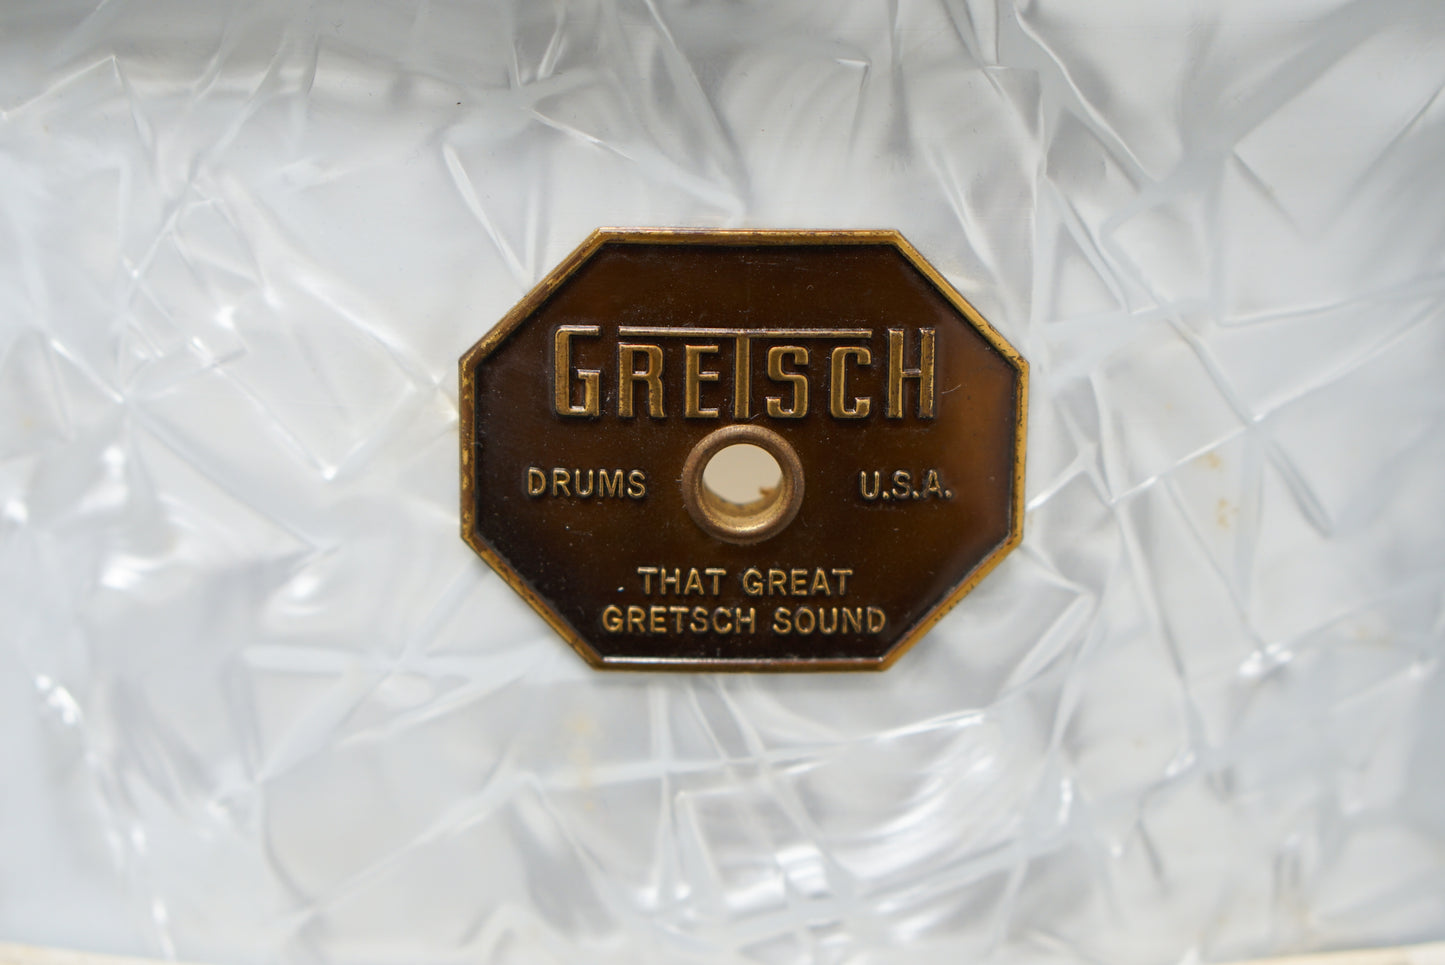 GRETSCH
DRUMS U.S.A.
THAT GREAT
GRETSCH SOUND